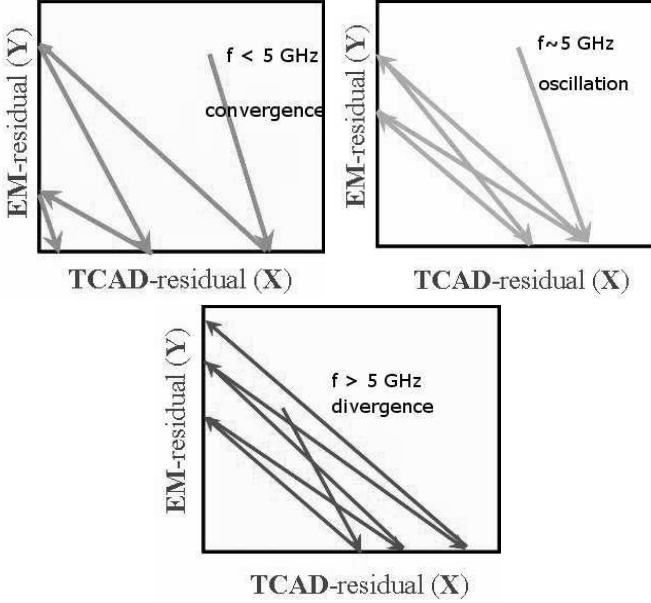 EM-residual (Y)
f < 5 GHz
convergence
TCAD-residual (X)
EM-residual (Y)
f~5 GHz
oscillation
TCAD-residual (X)
EM-residual (Y)
f > 5 GHz
divergence
TCAD-residual (X)